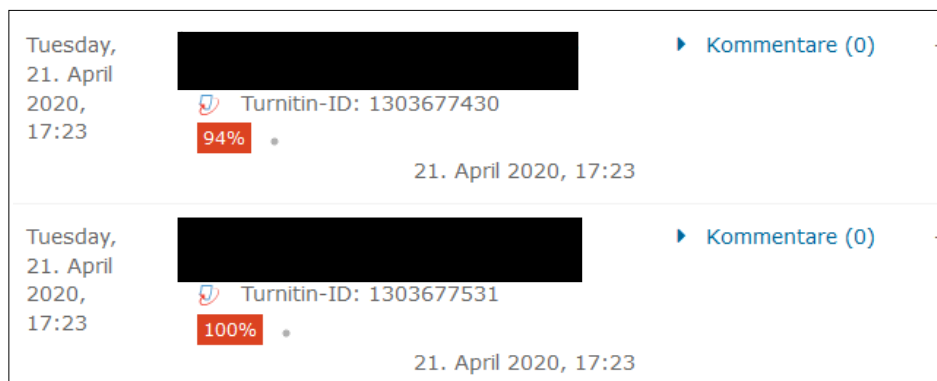 Tuesday,
21. April
2020,
17:23
Kommentare (0)
Turnitin-ID: 1303677430
94%
21. April 2020, 17:23
Tuesday,
21. April
2020,
17:23
Kommentare (0)
Turnitin-ID: 1303677531
100%
21. April 2020, 17:23